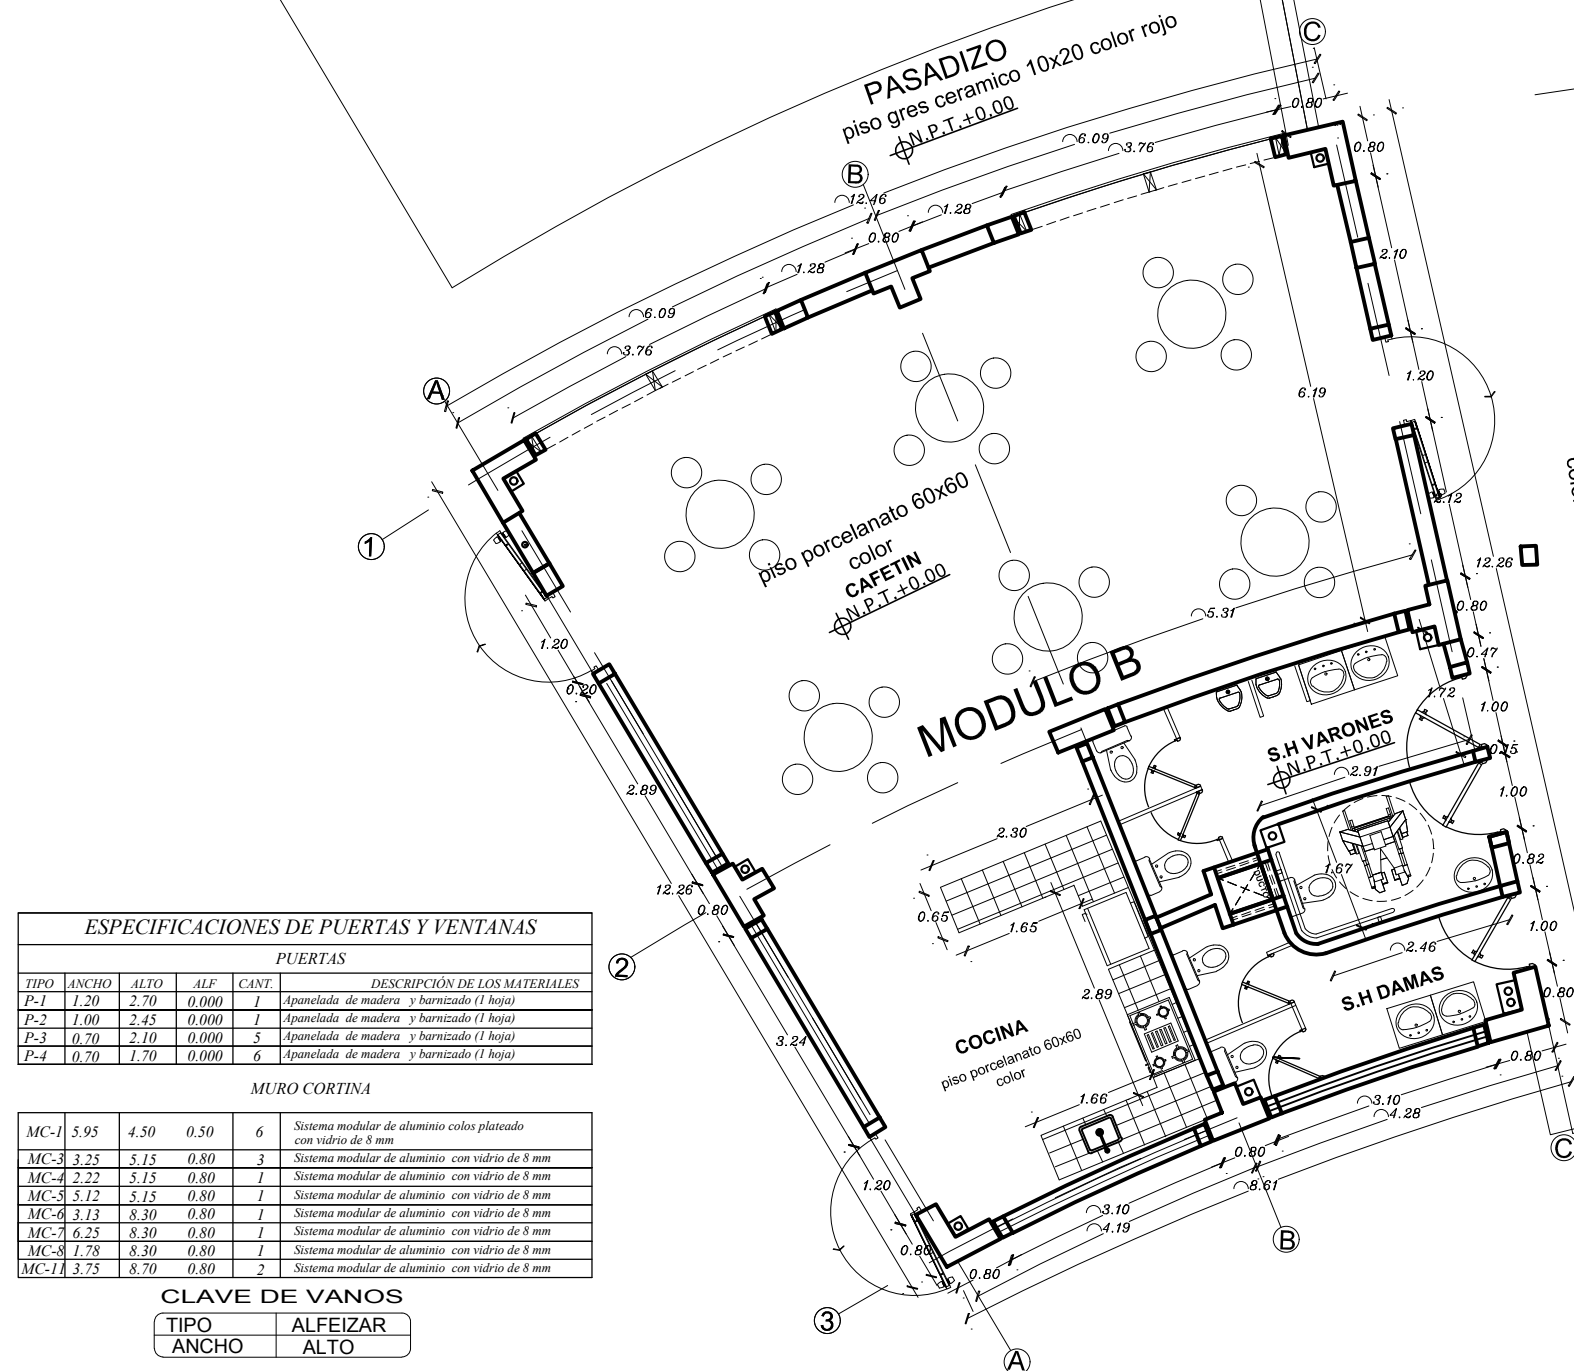 PASADIZO
piso gres ceramico 10x20 color rojo
N.P.T.+0.00
C
0.80
6.09
3.76
0.80
B
12.46
1.28
0.80
2.10
1.28
6.09
3.76
A
1.20
6.19
1
piso porcelanato 60x60
color
CAFETIN
N.P.T.+0.00
2.12
12.26
5.31
0.80
0.47
1.20
0.20
MODULO B
1.72
1.00
S.H VARONES
N.P.T.+0.00
0.15
2.91
1.00
2.89
2.30
1.67
0.82
DUCTO
12.26
0.80
0.65
1.65
1.00
2.46
2
2.89
S.H DAMAS
0.80
COCINA
piso porcelanato 60x60
color
3.24
0.80
1.66
3.10
4.28
C
0.80
8.61
1.20
3.10
4.19
B
0.80
0.80
3
A
ESPECIFICACIONES DE PUERTAS Y VENTANAS
PUERTAS
TIPO ANCHO ALTO ALF CANT. DESCRIPCIÓN DE LOS MATERIALES
P-1 1.20 2.70 0.000 1 Apanelada de madera y barnizado (1 hoja)
P-2 1.00 2.45 0.000 1 Apanelada de madera y barnizado (1 hoja)
P-3 0.70 2.10 0.000 5 Apanelada de madera y barnizado (1 hoja)
P-4 0.70 1.70 0.000 6 Apanelada de madera y barnizado (1 hoja)
MURO CORTINA
MC-1 5.95 4.50 0.50 6 Sistema modular de aluminio colos plateado
con vidrio de 8 mm
MC-3 3.25 5.15 0.80 3 Sistema modular de aluminio con vidrio de 8 mm
MC-4 2.22 5.15 0.80 1 Sistema modular de aluminio con vidrio de 8 mm
MC-5 5.12 5.15 0.80 1 Sistema modular de aluminio con vidrio de 8 mm
MC-6 3.13 8.30 0.80 1 Sistema modular de aluminio con vidrio de 8 mm
MC-7 6.25 8.30 0.80 1 Sistema modular de aluminio con vidrio de 8 mm
MC-8 1.78 8.30 0.80 1 Sistema modular de aluminio con vidrio de 8 mm
MC-11 3.75 8.70 0.80 2 Sistema modular de aluminio con vidrio de 8 mm
CLAVE DE VANOS
TIPO ALFEIZAR
ANCHO ALTO